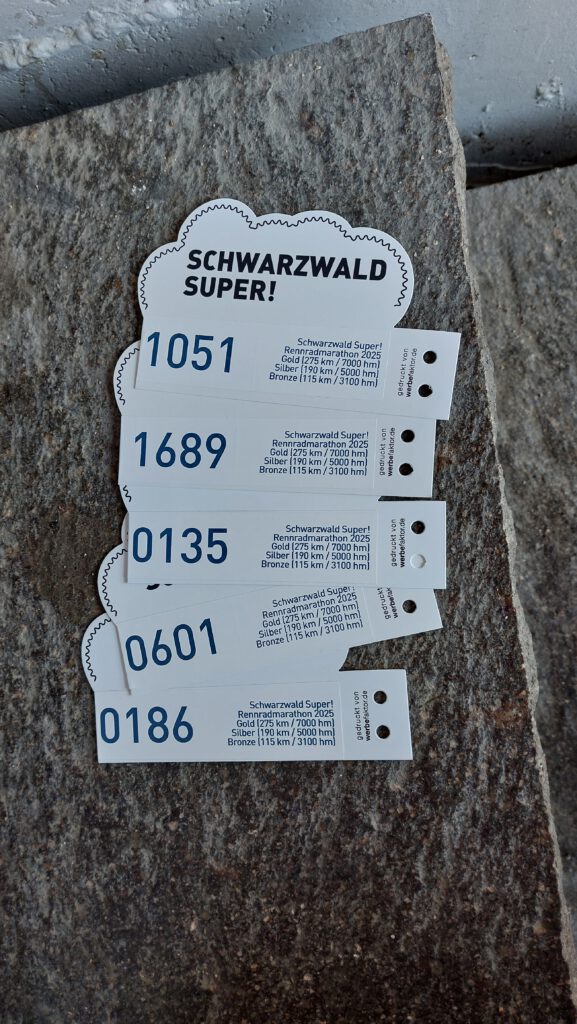 SCHWARZWALD
SUPER!
1051
Schwarzwald Super!
Rennradmarathon 2025
Gold (275 km / 7000 hm)
Silber (190 km / 5000 hm)
Bronze (115 km / 3100 hm)
gedruckt von
werbefaktor.de
1689
Schwarzwald Super!
Rennradmarathon 2025
Gold (275 km / 7000 hm)
Silber (190 km / 5000 hm)
Bronze (115 km / 3100 hm)
gedruckt von
werbefaktor.de
0135
Schwarzwald Super!
Rennradmarathon 2025
Gold (275 km / 7000 hm)
Silber (190 km / 5000 hm)
Bronze (115 km / 3100 hm)
gedruckt von
werbefaktor.de
0601
Schwarzwald Super!
Rennradmarathon 2025
Gold (275 km / 7000 hm)
Silber (190 km / 5000 hm)
Bronze (115 km / 3100 hm)
gedruckt von
werbefaktor.de
0186
Schwarzwald Super!
Rennradmarathon 2025
Gold (275 km / 7000 hm)
Silber (190 km / 5000 hm)
Bronze (115 km / 3100 hm)
gedruckt von
werbefaktor.de